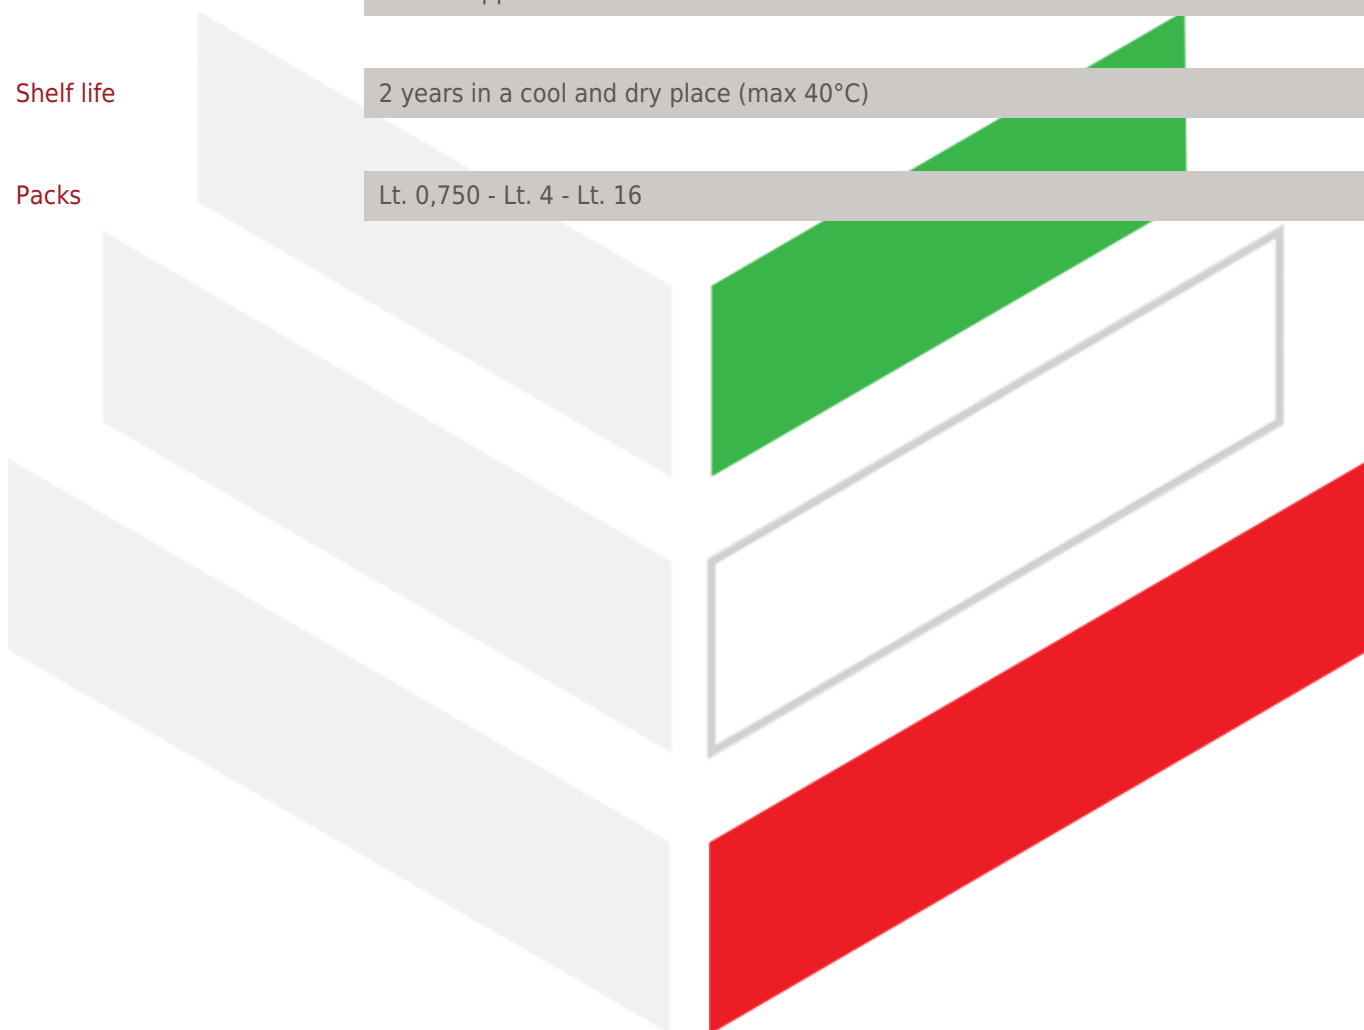 Shelf life
2 years in a cool and dry place (max 40°C)
Packs
Lt. 0,750 - Lt. 4 - Lt. 16